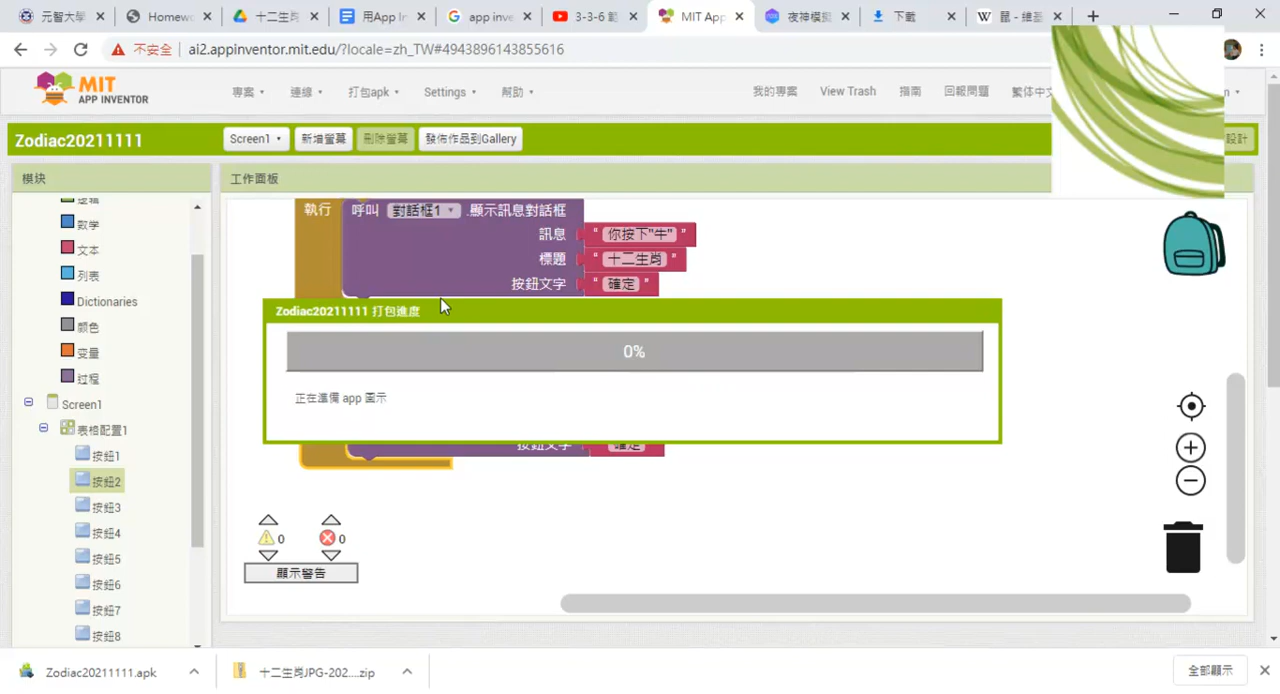 元智大學
Homew
十二生肖
用App In
app inve
3-3-6 範
MIT App
夜神模擬
下載
鼠 - 維基
不安全
ai2.appinventor.mit.edu/?locale=zh_TW#4943896143855616
MIT
APP INVENTOR
專案
連線
打包apk
Settings
幫助
我的專案
View Trash
指南
回報問題
繁体中文
Zodiac20211111
Screen1
新增螢幕
刪除螢幕
發佈作品到Gallery
設計
模块
工作面板
逻辑
数学
文本
列表
Dictionaries
颜色
变量
过程
Screen1
表格配置1
按鈕1
按鈕2
按鈕3
按鈕4
按鈕5
按鈕6
按鈕7
按鈕8
執行 呼叫 對話框1 .顯示訊息對話框
訊息 " 你按下"牛" "
標題 " 十二生肖 "
按鈕文字 " 確定 "
Zodiac20211111 打包進度
0%
正在準備 app 圖示
按鈕文字 確定
0
0
顯示警告
Zodiac20211111.apk
十二生肖JPG-202....zip
全部顯示